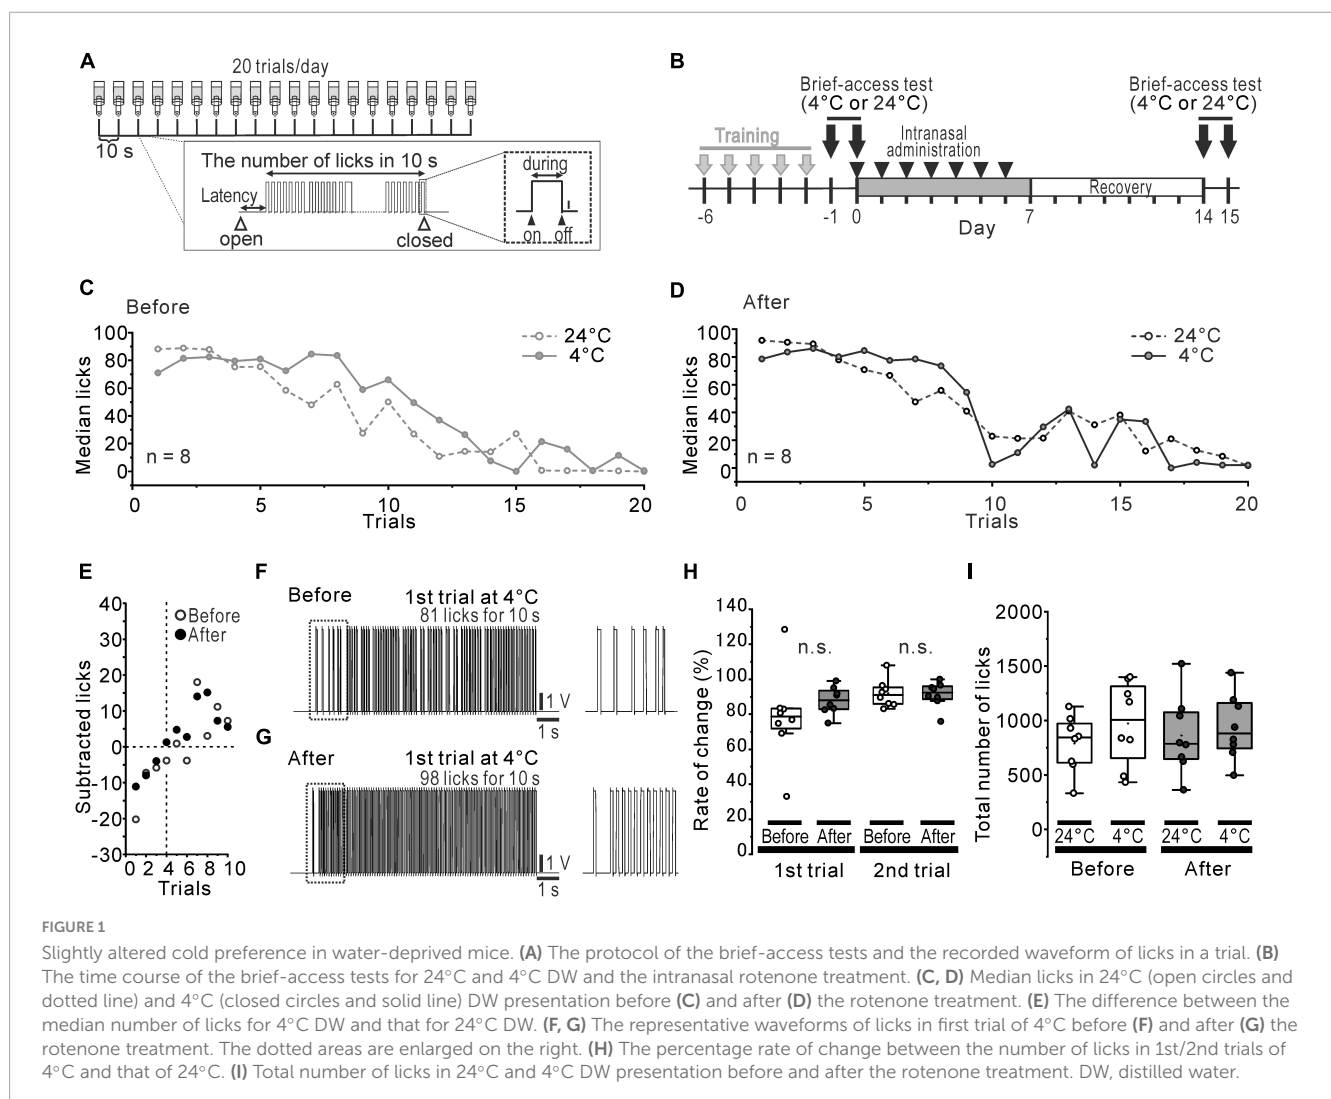 A
20 trials/day
10 s
The number of licks in 10 s
Latency
open
closed
during
on
off
B
Brief-access test
(4°C or 24°C)
Brief-access test
(4°C or 24°C)
Training
Intranasal
administration
Recovery
-6
-1
0
7
14
15
Day
C
Before
24°C
4°C
100
80
60
40
20
0
Median licks
n = 8
0
5
10
15
20
Trials
D
After
24°C
4°C
100
80
60
40
20
0
Median licks
n = 8
0
5
10
15
20
Trials
E
Before
After
40
30
20
10
0
-10
-20
-30
Subtracted licks
0
2
4
6
8
10
Trials
F
Before
1st trial at 4°C
81 licks for 10 s
1 V
1 s
G
After
1st trial at 4°C
98 licks for 10 s
1 V
1 s
H
140
120
100
80
60
40
20
0
Rate of change (%)
n.s.
n.s.
Before
After
Before
After
1st trial
2nd trial
I
2000
1500
1000
500
0
Total number of licks
24°C
4°C
24°C
4°C
Before
After
FIGURE 1
Slightly altered cold preference in water-deprived mice. (A) The protocol of the brief-access tests and the recorded waveform of licks in a trial. (B)
The time course of the brief-access tests for 24°C and 4°C DW and the intranasal rotenone treatment. (C, D) Median licks in 24°C (open circles and
dotted line) and 4°C (closed circles and solid line) DW presentation before (C) and after (D) the rotenone treatment. (E) The difference between the
median number of licks for 4°C DW and that for 24°C DW. (F, G) The representative waveforms of licks in first trial of 4°C before (F) and after (G) the
rotenone treatment. The dotted areas are enlarged on the right. (H) The percentage rate of change between the number of licks in 1st/2nd trials of
4°C and that of 24°C. (I) Total number of licks in 24°C and 4°C DW presentation before and after the rotenone treatment. DW, distilled water.